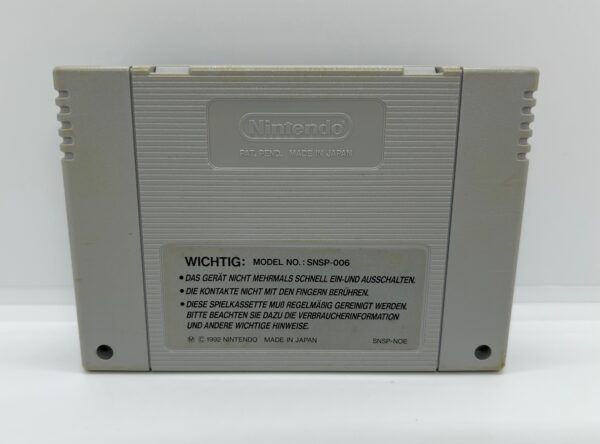 Nintendo®
PAT. PEND. MADE IN JAPAN
WICHTIG: MODEL NO.: SNSP-006
• DAS GERÄT NICHT MEHRMALS SCHNELL EIN-UND AUSSCHALTEN.
• DIE KONTAKTE NICHT MIT DEN FINGERN BERÜHREN.
• DIESE SPIELKASSETTE MUß REGELMÄßIG GEREINIGT WERDEN.
BITTE BEACHTEN SIE DAZU DIE VERBRAUCHERINFORMATION
UND ANDERE WICHTIGE HINWEISE.
Ⓜ © 1992 NINTENDO MADE IN JAPAN SNSP-NOE